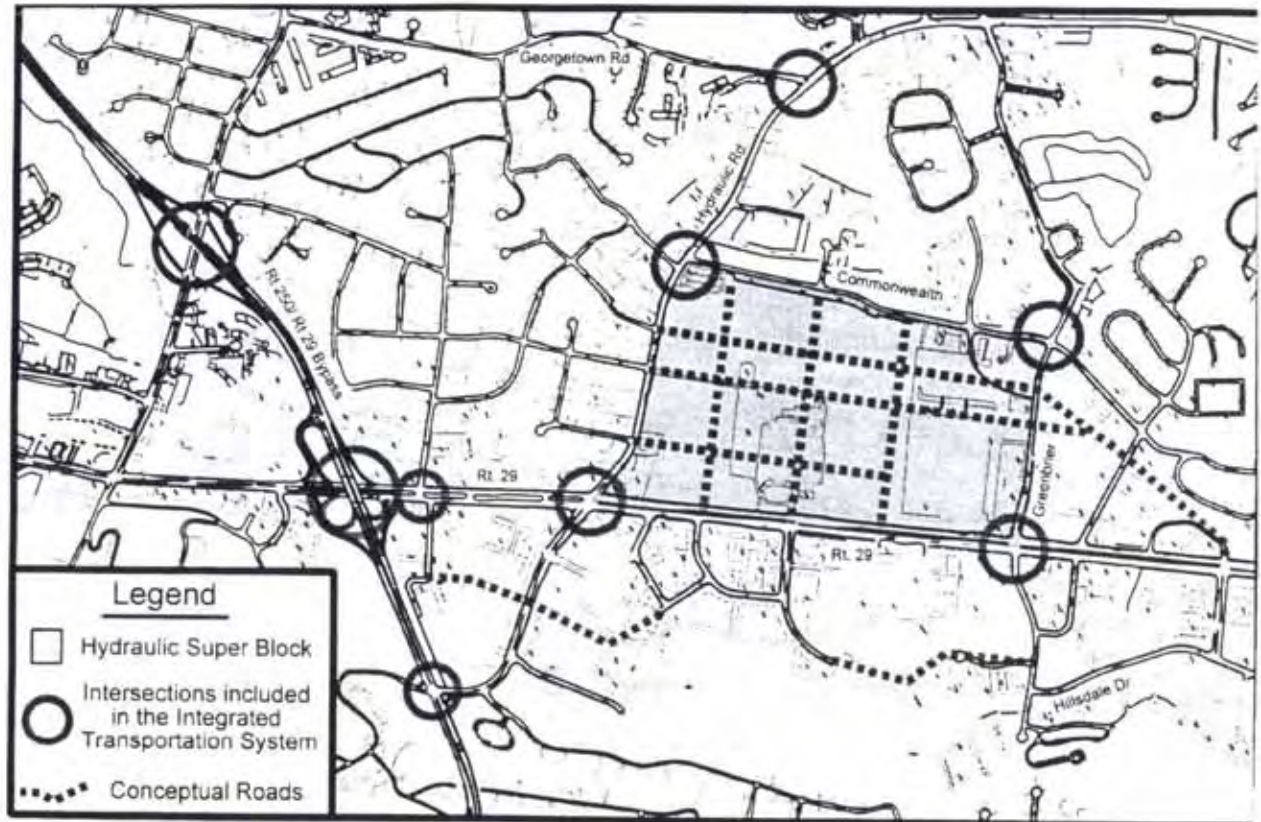 Georgetown Rd
Hydraulic Rd
Commonwealth
Rt 250/ Rt 29 Bypass
Rt. 29
Greenbrier
Rt. 29
Hillsdale Dr
Legend
Hydraulic Super Block
Intersections included
in the Integrated
Transportation System
Conceptual Roads